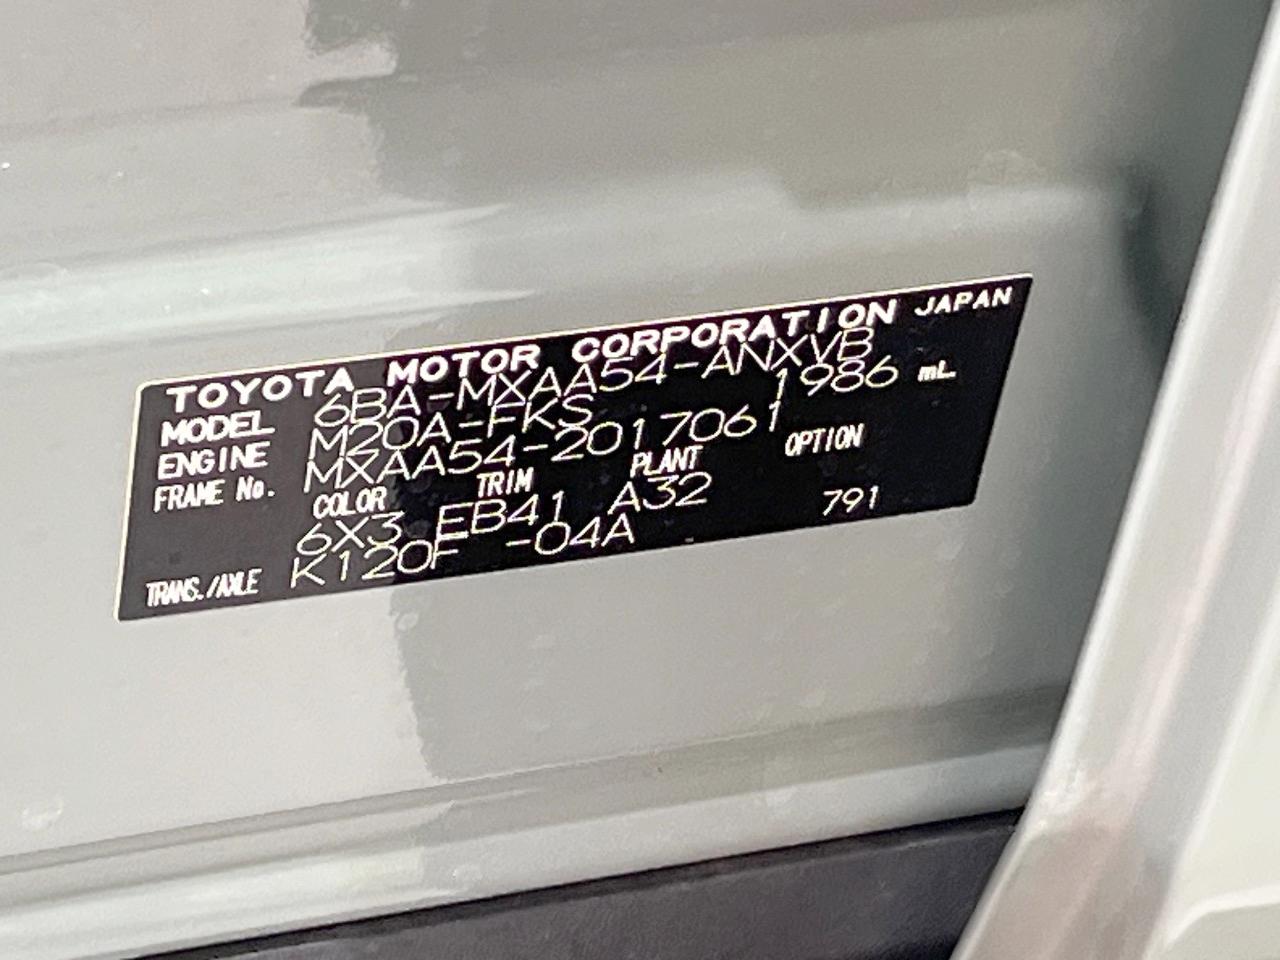 TOYOTA MOTOR CORPORATION JAPAN
MODEL 6BA-MXAA54-ANXVB
ENGINE M20A-FKS 1986 mL
FRAME No. MXAA54-2017061
COLOR TRIM PLANT OPTION
6X3 EB41 A32 791
TRANS./AXLE K120F -04A